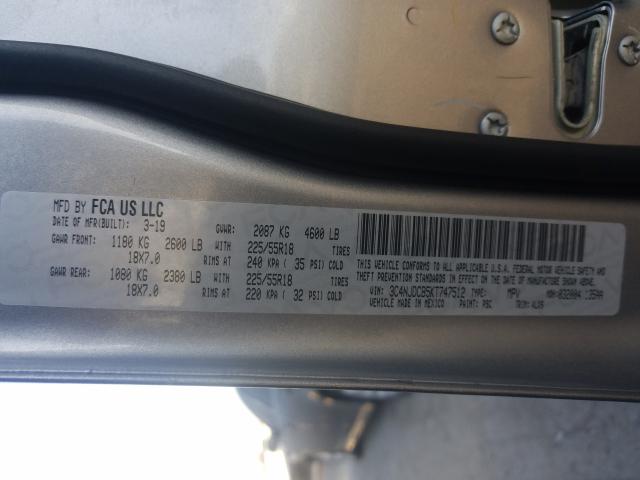 MFD BY FCA US LLC
DATE OF MFR(BUILT): 3-19 GVWR: 2087 KG 4600 LB
GAWR FRONT: 1180 KG 2600 LB WITH 225/55R18 TIRES
18X7.0 RIMS AT 240 KPA ( 35 PSI) COLD
GAWR REAR: 1080 KG 2380 LB WITH 225/55R18 TIRES
18X7.0 RIMS AT 220 KPA ( 32 PSI) COLD
THIS VEHICLE CONFORMS TO ALL APPLICABLE U.S.A. FEDERAL MOTOR VEHICLE SAFETY AND
THEFT PREVENTION STANDARDS IN EFFECT ON THE DATE OF MANUFACTURE SHOWN ABOVE.
VIN: 3C4NJDCB5KT747512 TYPE: MPV
VEHICLE MADE IN MEXICO PAINT: PSC TRIM: